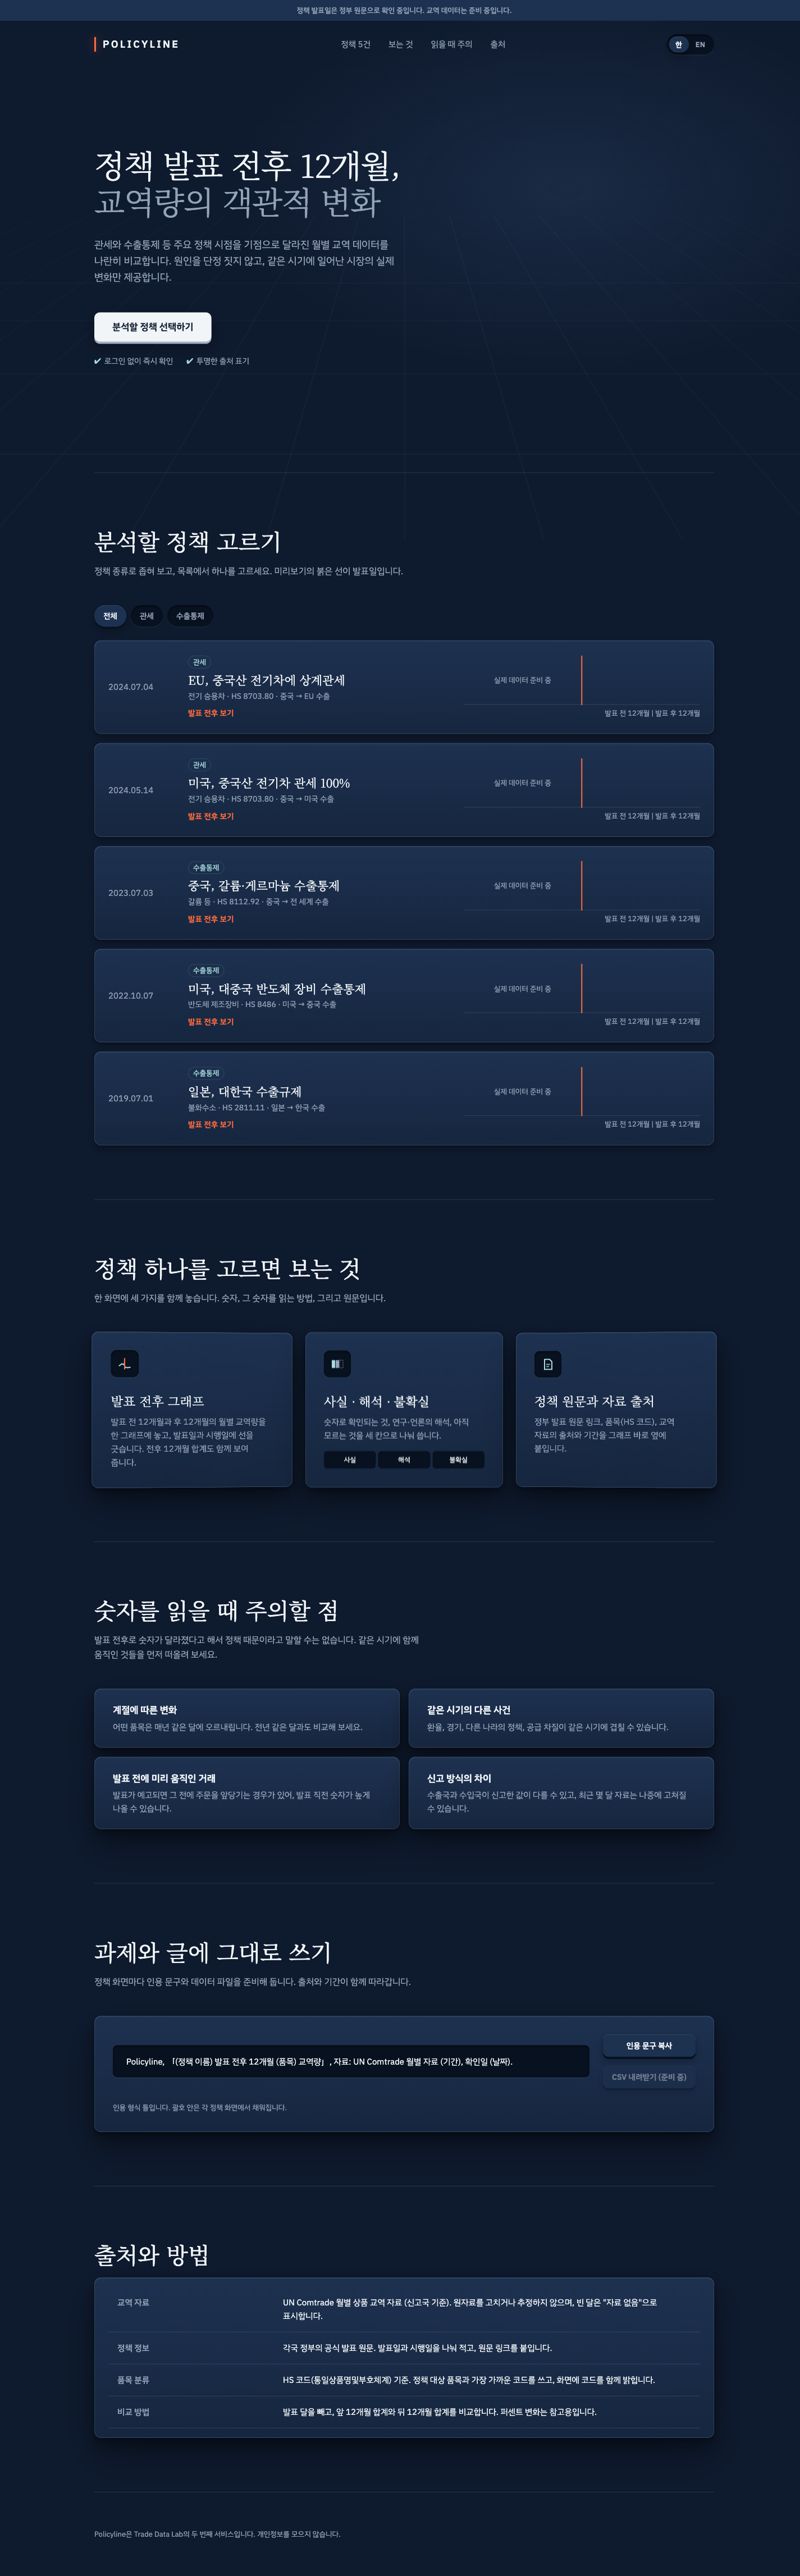 정책 발표일은 정부 원문으로 확인 중입니다. 교역 데이터는 준비 중입니다.
POLICYLINE
정책 5건
보는 것
읽을 때 주의
출처
한
EN
정책 발표 전후 12개월,
교역량의 객관적 변화
관세와 수출통제 등 주요 정책 시점을 기점으로 달라진 월별 교역 데이터를
나란히 비교합니다. 원인을 단정 짓지 않고, 같은 시기에 일어난 시장의 실제
변화만 제공합니다.
분석할 정책 선택하기
✔ 로그인 없이 즉시 확인
✔ 투명한 출처 표기
분석할 정책 고르기
정책 종류로 좁혀 보고, 목록에서 하나를 고르세요. 미리보기의 붉은 선이 발표일입니다.
전체
관세
수출통제
2024.07.04
관세
EU, 중국산 전기차에 상계관세
전기 승용차 · HS 8703.80 · 중국 → EU 수출
발표 전후 보기
실제 데이터 준비 중
발표 전 12개월 | 발표 후 12개월
2024.05.14
관세
미국, 중국산 전기차 관세 100%
전기 승용차 · HS 8703.80 · 중국 → 미국 수출
발표 전후 보기
실제 데이터 준비 중
발표 전 12개월 | 발표 후 12개월
2023.07.03
수출통제
중국, 갈륨·게르마늄 수출통제
갈륨 등 · HS 8112.92 · 중국 → 전 세계 수출
발표 전후 보기
실제 데이터 준비 중
발표 전 12개월 | 발표 후 12개월
2022.10.07
수출통제
미국, 대중국 반도체 장비 수출통제
반도체 제조장비 · HS 8486 · 미국 → 중국 수출
발표 전후 보기
실제 데이터 준비 중
발표 전 12개월 | 발표 후 12개월
2019.07.01
수출통제
일본, 대한국 수출규제
불화수소 · HS 2811.11 · 일본 → 한국 수출
발표 전후 보기
실제 데이터 준비 중
발표 전 12개월 | 발표 후 12개월
정책 하나를 고르면 보는 것
한 화면에 세 가지를 함께 놓습니다. 숫자, 그 숫자를 읽는 방법, 그리고 원문입니다.
발표 전후 그래프
발표 전 12개월과 후 12개월의 월별 교역량을
한 그래프에 놓고, 발표일과 시행일에 선을
긋습니다. 전후 12개월 합계도 함께 보여
줍니다.
사실 · 해석 · 불확실
숫자로 확인되는 것, 연구·언론의 해석, 아직
모르는 것을 세 칸으로 나눠 씁니다.
사실
해석
불확실
정책 원문과 자료 출처
정부 발표 원문 링크, 품목(HS 코드), 교역
자료의 출처와 기간을 그래프 바로 옆에
붙입니다.
숫자를 읽을 때 주의할 점
발표 전후로 숫자가 달라졌다고 해서 정책 때문이라고 말할 수는 없습니다. 같은 시기에 함께
움직인 것들을 먼저 떠올려 보세요.
계절에 따른 변화
어떤 품목은 매년 같은 달에 오르내립니다. 전년 같은 달과도 비교해 보세요.
같은 시기의 다른 사건
환율, 경기, 다른 나라의 정책, 공급 차질이 같은 시기에 겹칠 수 있습니다.
발표 전에 미리 움직인 거래
발표가 예고되면 그 전에 주문을 앞당기는 경우가 있어, 발표 직전 숫자가 높게
나올 수 있습니다.
신고 방식의 차이
수출국과 수입국이 신고한 값이 다를 수 있고, 최근 몇 달 자료는 나중에 고쳐질
수 있습니다.
과제와 글에 그대로 쓰기
정책 화면마다 인용 문구와 데이터 파일을 준비해 둡니다. 출처와 기간이 함께 따라갑니다.
Policyline, 「(정책 이름) 발표 전후 12개월 (품목) 교역량」, 자료: UN Comtrade 월별 자료 (기간), 확인일 (날짜).
인용 문구 복사
CSV 내려받기 (준비 중)
인용 형식 틀입니다. 괄호 안은 각 정책 화면에서 채워집니다.
출처와 방법
교역 자료
UN Comtrade 월별 상품 교역 자료 (신고국 기준). 원자료를 고치거나 추정하지 않으며, 빈 달은 "자료 없음"으로
표시합니다.
정책 정보
각국 정부의 공식 발표 원문. 발표일과 시행일을 나눠 적고, 원문 링크를 붙입니다.
품목 분류
HS 코드(통일상품명및부호체계) 기준. 정책 대상 품목과 가장 가까운 코드를 쓰고, 화면에 코드를 함께 밝힙니다.
비교 방법
발표 달을 빼고, 앞 12개월 합계와 뒤 12개월 합계를 비교합니다. 퍼센트 변화는 참고용입니다.
Policyline은 Trade Data Lab의 두 번째 서비스입니다. 개인정보를 모으지 않습니다.